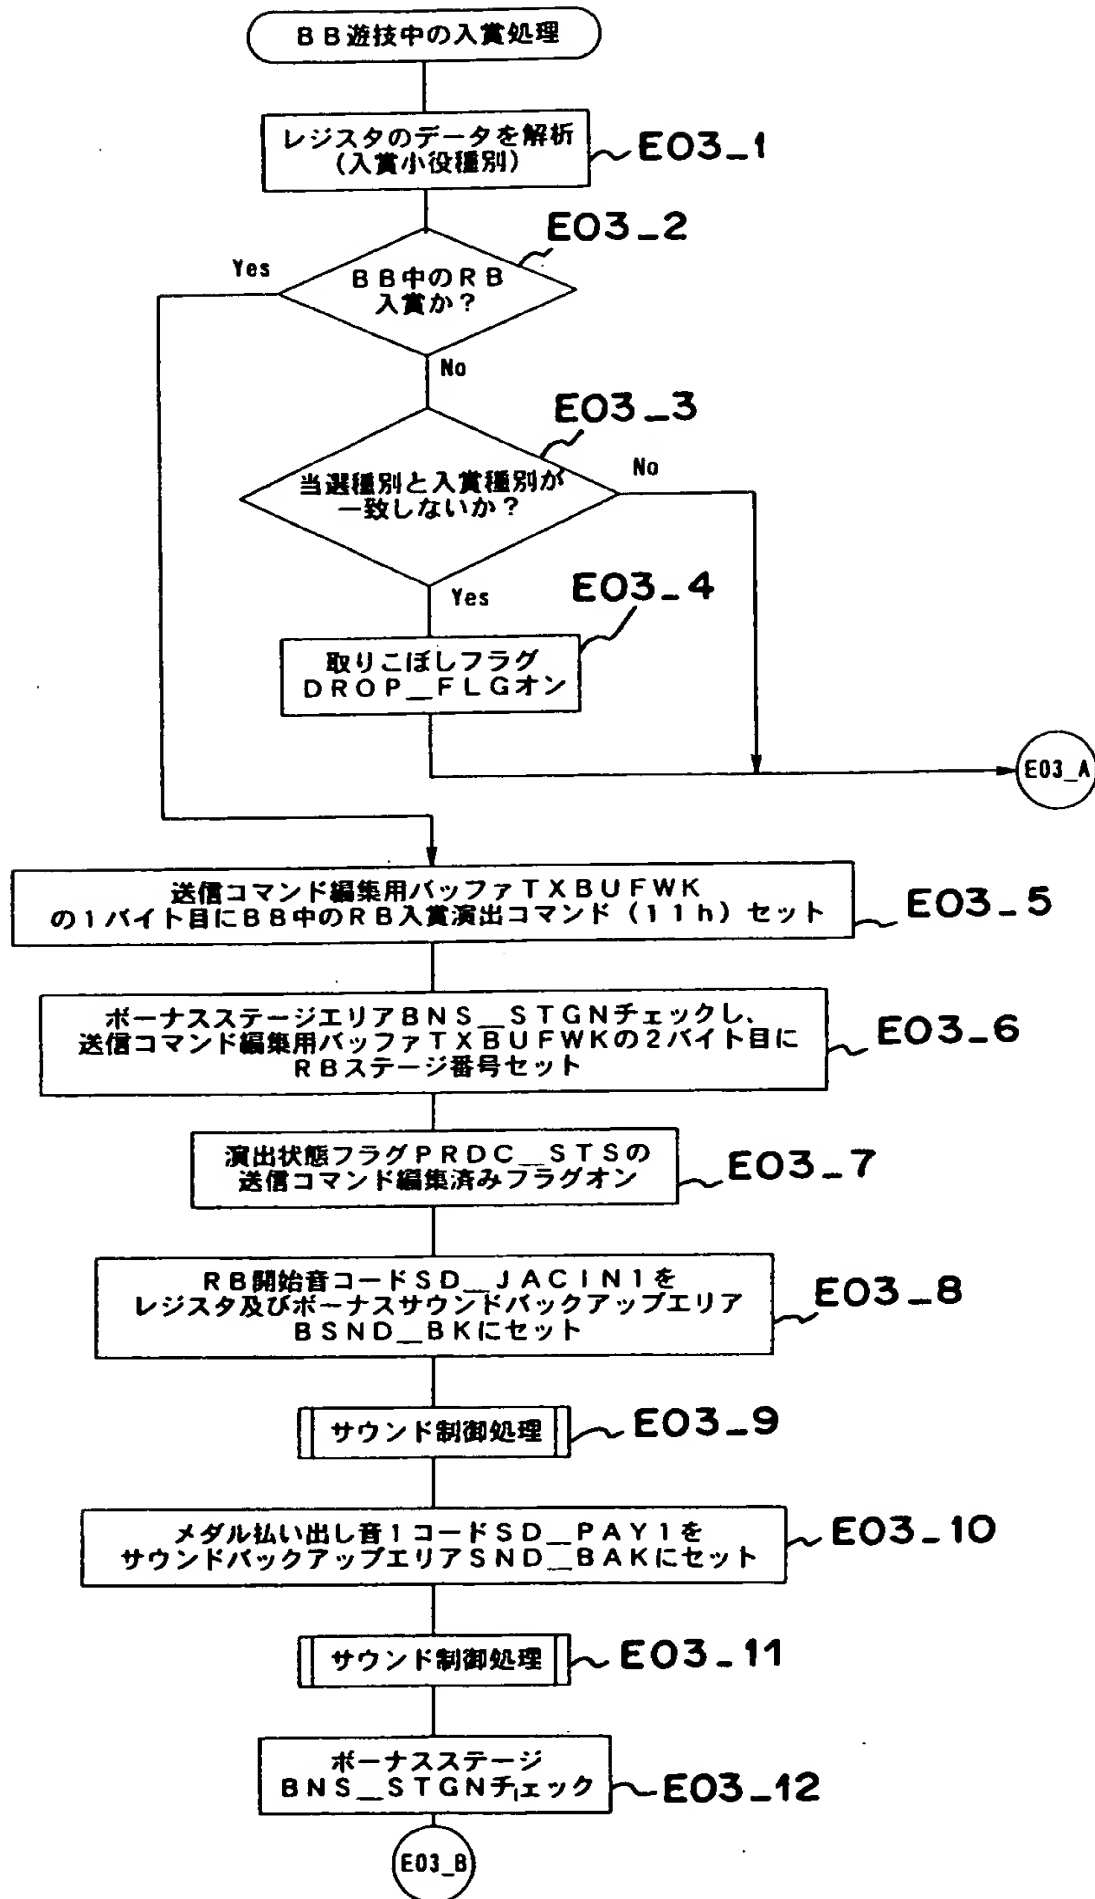 ＢＢ遊技中の入賞処理
レジスタのデータを解析
（入賞小役種別）
E03_1
E03_2
Yes
ＢＢ中のＲＢ
入賞か？
No
E03_3
当選種別と入賞種別が
一致しないか？
No
Yes
E03_4
取りこぼしフラグ
ＤＲＯＰ＿ＦＬＧオン
E03_A
送信コマンド編集用バッファＴＸＢＵＦＷＫ
の１バイト目にＢＢ中のＲＢ入賞演出コマンド（１１ｈ）セット
E03_5
ボーナスステージエリアＢＮＳ＿ＳＴＧＮチェックし、
送信コマンド編集用バッファＴＸＢＵＦＷＫの２バイト目に
ＲＢステージ番号セット
E03_6
演出状態フラグＰＲＤＣ＿ＳＴＳの
送信コマンド編集済みフラグオン
E03_7
ＲＢ開始音コードＳＤ＿ＪＡＣＩＮ１を
レジスタ及びボーナスサウンドバックアップエリア
ＢＳＮＤ＿ＢＫにセット
E03_8
サウンド制御処理
E03_9
メダル払い出し音１コードＳＤ＿ＰＡＹ１を
サウンドバックアップエリアＳＮＤ＿ＢＡＫにセット
E03_10
サウンド制御処理
E03_11
ボーナスステージ
ＢＮＳ＿ＳＴＧＮチェック
E03_12
E03_B